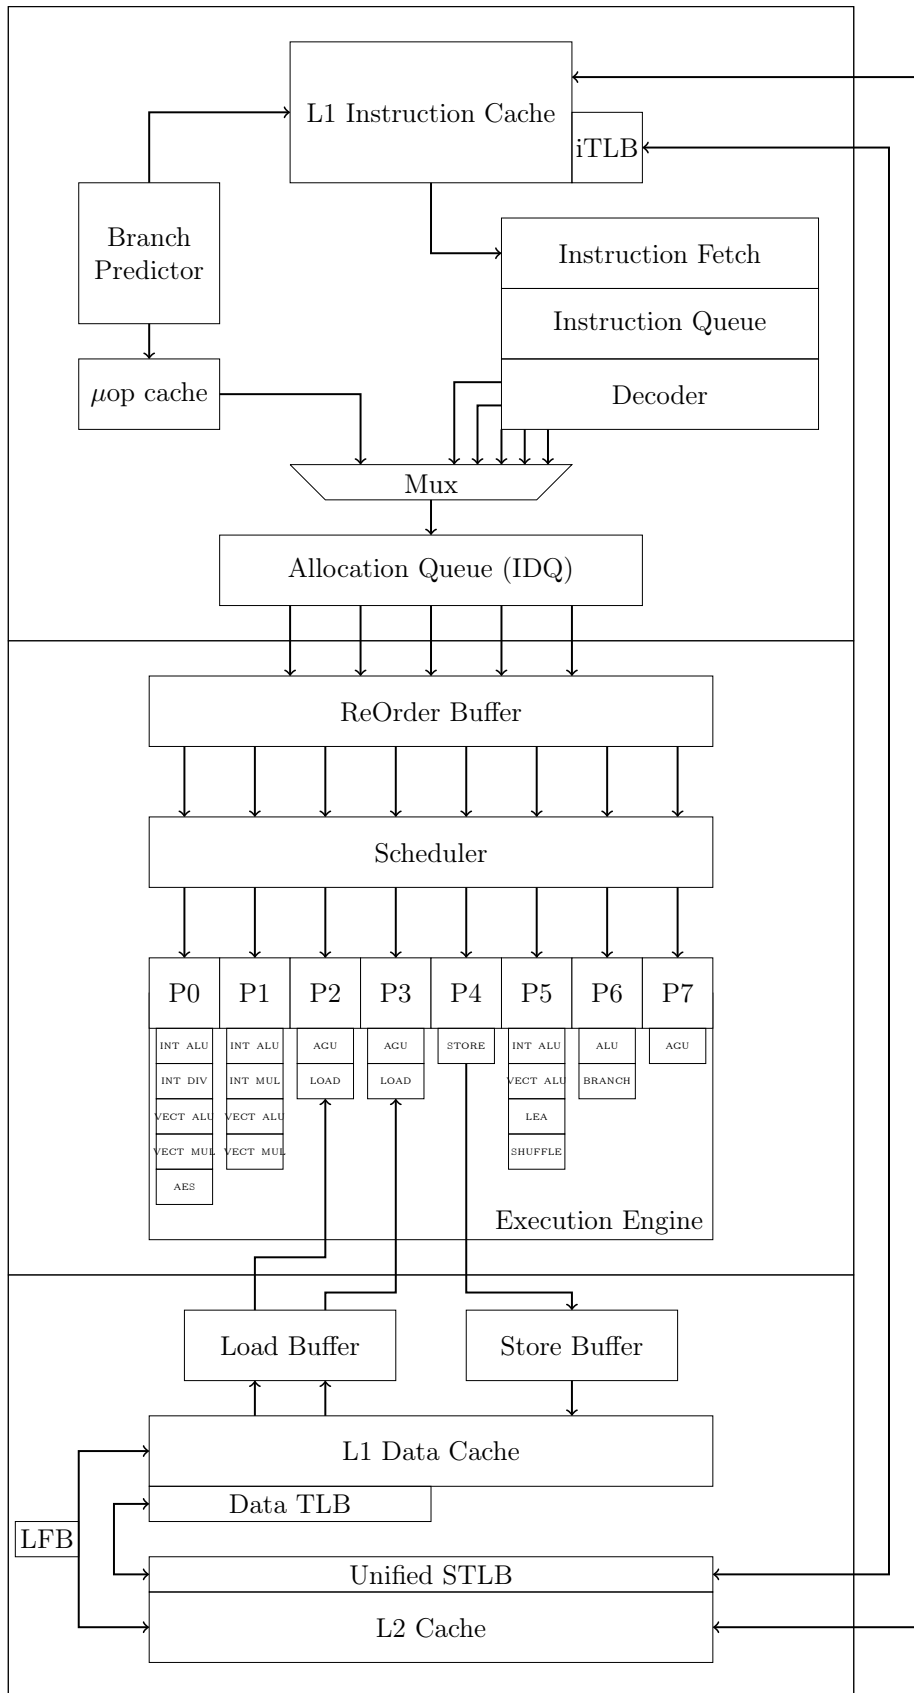 L1 Instruction Cache
iTLB
Branch
Predictor
Instruction Fetch
Instruction Queue
μop cache
Decoder
Mux
Allocation Queue (IDQ)
ReOrder Buffer
Scheduler
P0 P1 P2 P3 P4 P5 P6 P7
INT ALU INT ALU AGU AGU STORE INT ALU ALU AGU
INT DIV INT MUL LOAD LOAD VECT ALU BRANCH
VECT ALU VECT ALU LEA
VECT MUL VECT MUL SHUFFLE
AES
Execution Engine
Load Buffer Store Buffer
L1 Data Cache
Data TLB
LFB
Unified STLB
L2 Cache